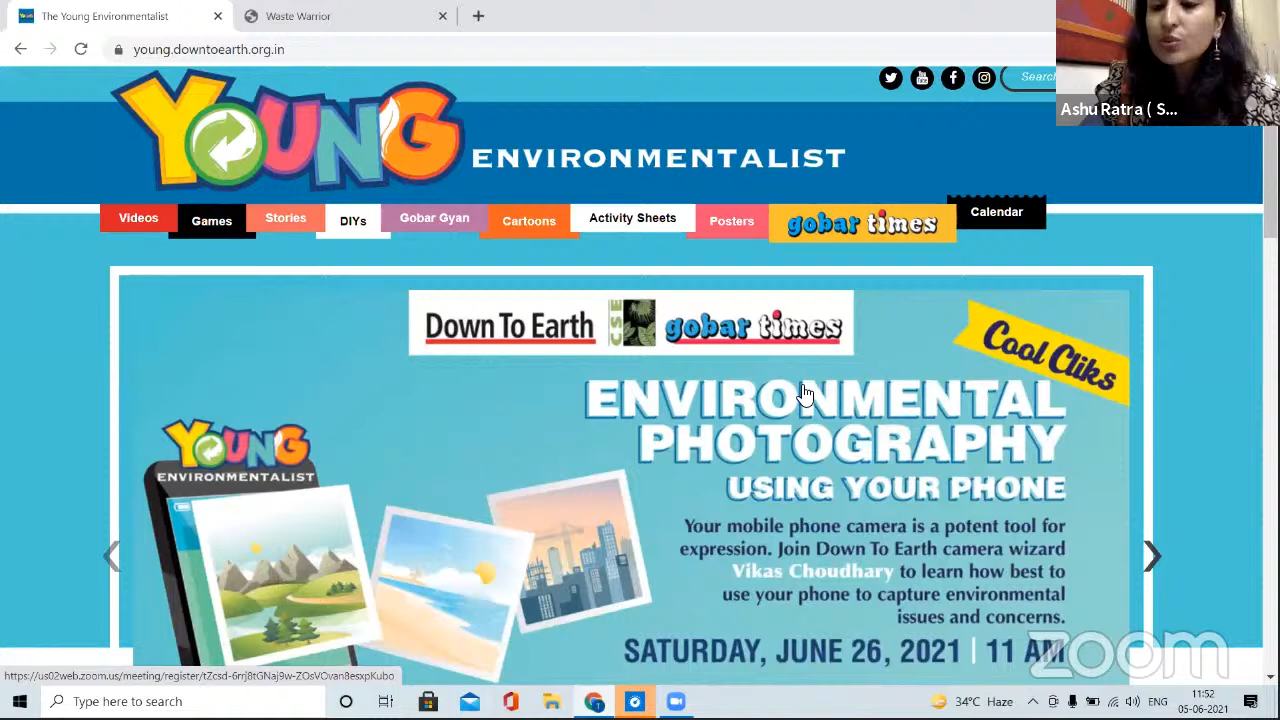 The Young Environmentalist
Waste Warrior
young.downtoearth.org.in
Search
Ashu Ratra ( S...
YOUNG
ENVIRONMENTALIST
Videos
Games
Stories
DIYs
Gobar Gyan
Cartoons
Activity Sheets
Posters
gobar times
Calendar
Down To Earth
CSE
gobar times
Cool Cliks
ENVIRONMENTAL
PHOTOGRAPHY
USING YOUR PHONE
YOUNG
ENVIRONMENTALIST
Your mobile phone camera is a potent tool for
expression. Join Down To Earth camera wizard
Vikas Choudhary to learn how best to
use your phone to capture environmental
issues and concerns.
SATURDAY, JUNE 26, 2021 | 11 AM
zoom
Type here to search
34°C Haze
ENG
11:52
05-06-2021